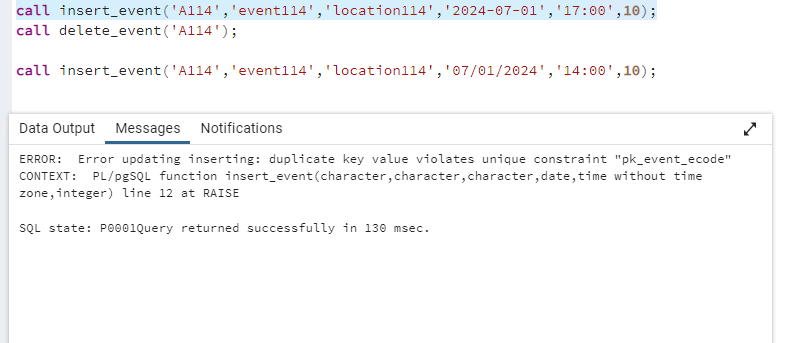 call insert_event('A114','event114','location114','2024-07-01','17:00',10);
call delete_event('A114');
call insert_event('A114','event114','location114','07/01/2024','14:00',10);
Data Output Messages Notifications
ERROR:  Error updating inserting: duplicate key value violates unique constraint "pk_event_ecode"
CONTEXT:  PL/pgSQL function insert_event(character,character,character,date,time without time
zone,integer) line 12 at RAISE
SQL state: P0001Query returned successfully in 130 msec.